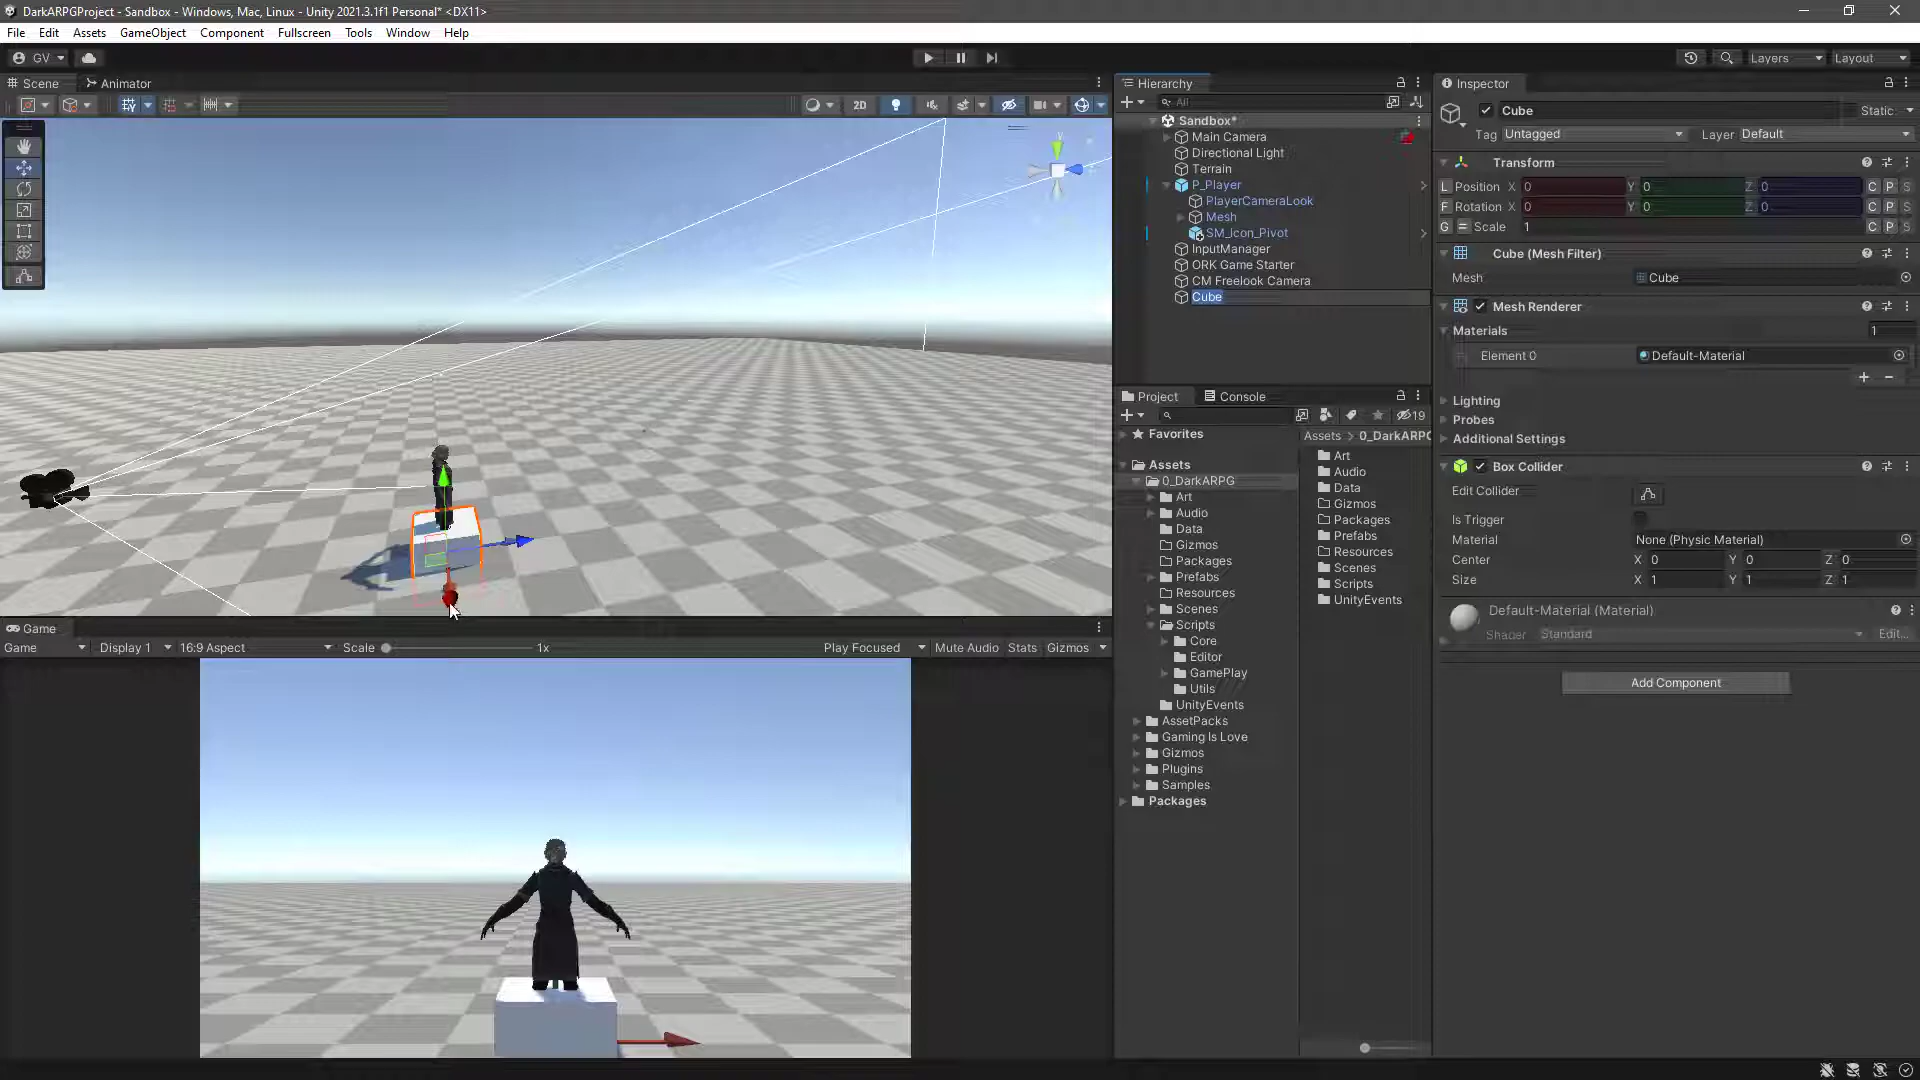 DarkARPGProject - Sandbox - Windows, Mac, Linux - Unity 2021.3.1f1 Personal* <DX11>
File Edit Assets GameObject Component Fullscreen Tools Window Help
GV
Layers
Layout
Scene
Animator
2D
Hierarchy
All
Sandbox*
Main Camera
Directional Light
Terrain
P_Player
PlayerCameraLook
Mesh
SM_Icon_Pivot
InputManager
ORK Game Starter
CM Freelook Camera
Cube
Project
Console
19
Favorites
Assets
0_DarkARPG
Art
Audio
Data
Gizmos
Packages
Prefabs
Resources
Scenes
Scripts
Core
Editor
GamePlay
Utils
UnityEvents
AssetPacks
Gaming Is Love
Gizmos
Plugins
Samples
Packages
Assets > 0_DarkARPG
Art
Audio
Data
Gizmos
Packages
Prefabs
Resources
Scenes
Scripts
UnityEvents
Inspector
Cube
Static
Tag Untagged
Layer Default
Transform
L Position X 0 Y 0 Z 0 C P S
F Rotation X 0 Y 0 Z 0 C P S
G = Scale 1 C P S
Cube (Mesh Filter)
Mesh Cube
Mesh Renderer
Materials 1
Element 0 Default-Material
Lighting
Probes
Additional Settings
Box Collider
Edit Collider
Is Trigger
Material None (Physic Material)
Center X 0 Y 0 Z 0
Size X 1 Y 1 Z 1
Default-Material (Material)
Shader Standard Edit...
Add Component
Game
Game Display 1 16:9 Aspect Scale 1x Play Focused Mute Audio Stats Gizmos